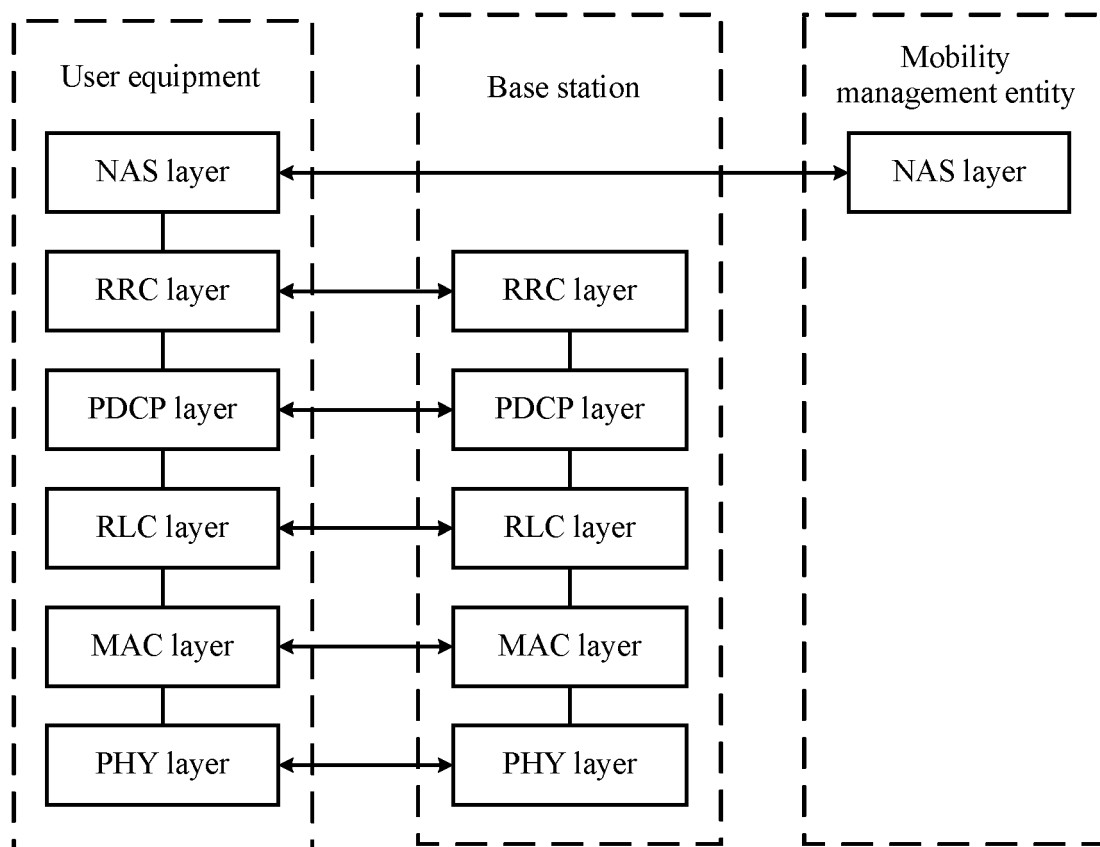 User equipment
Base station
Mobility
management entity
NAS layer
NAS layer
RRC layer
RRC layer
PDCP layer
PDCP layer
RLC layer
RLC layer
MAC layer
MAC layer
PHY layer
PHY layer